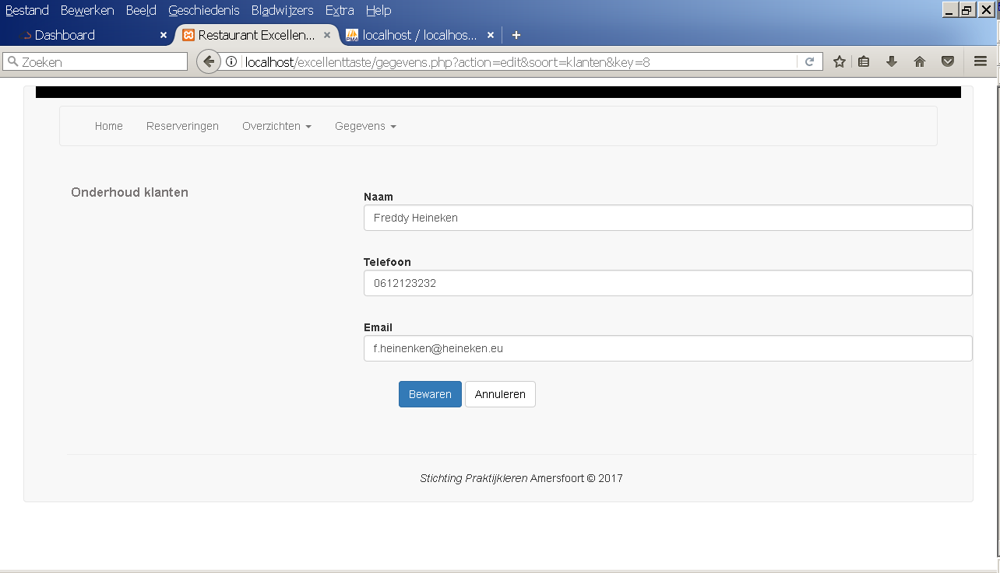 Bestand Bewerken Beeld Geschiedenis Bladwijzers Extra Help
Dashboard × Restaurant Excellen... × localhost / localhos... × +
Zoeken localhost/excellenttaste/gegevens.php?action=edit&soort=klanten&key=8
Home Reserveringen Overzichten Gegevens
Onderhoud klanten
Naam
Freddy Heineken
Telefoon
0612123232
Email
f.heinenken@heineken.eu
Bewaren Annuleren
Stichting Praktijkleren Amersfoort © 2017